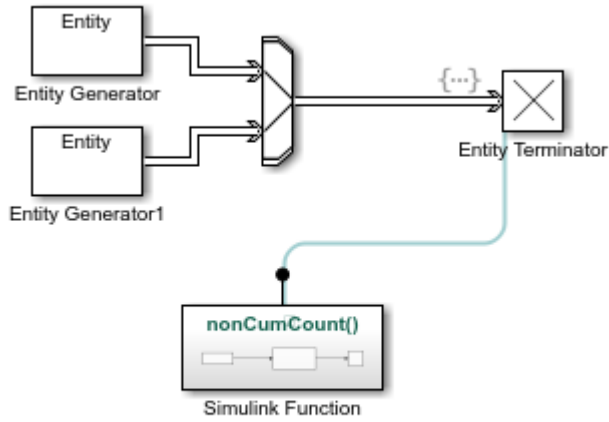 Entity
Entity Generator
Entity
Entity Generator1
{...}
Entity Terminator
nonCumCount()
Simulink Function